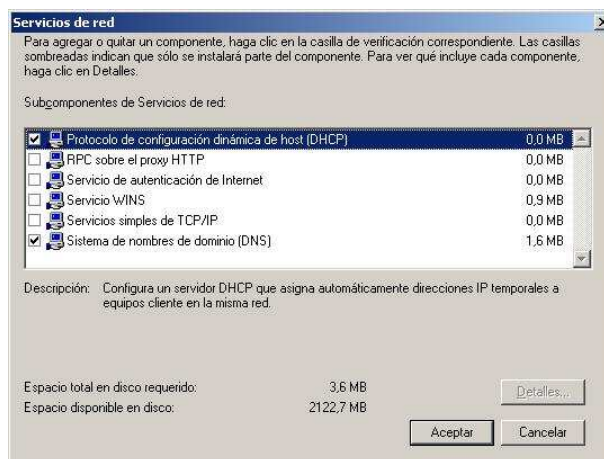 Servicios de red
Para agregar o quitar un componente, haga clic en la casilla de verificación correspondiente. Las casillas
sombreadas indican que sólo se instalará parte del componente. Para ver qué incluye cada componente,
haga clic en Detalles.
Subcomponentes de Servicios de red:
Protocolo de configuración dinámica de host (DHCP) 0,0 MB
RPC sobre el proxy HTTP 0,0 MB
Servicio de autenticación de Internet 0,0 MB
Servicio WINS 0,9 MB
Servicios simples de TCP/IP 0,0 MB
Sistema de nombres de dominio (DNS) 1,6 MB
Descripción: Configura un servidor DHCP que asigna automáticamente direcciones IP temporales a
equipos cliente en la misma red.
Espacio total en disco requerido: 3,6 MB
Detalles...
Espacio disponible en disco: 2122,7 MB
Aceptar Cancelar